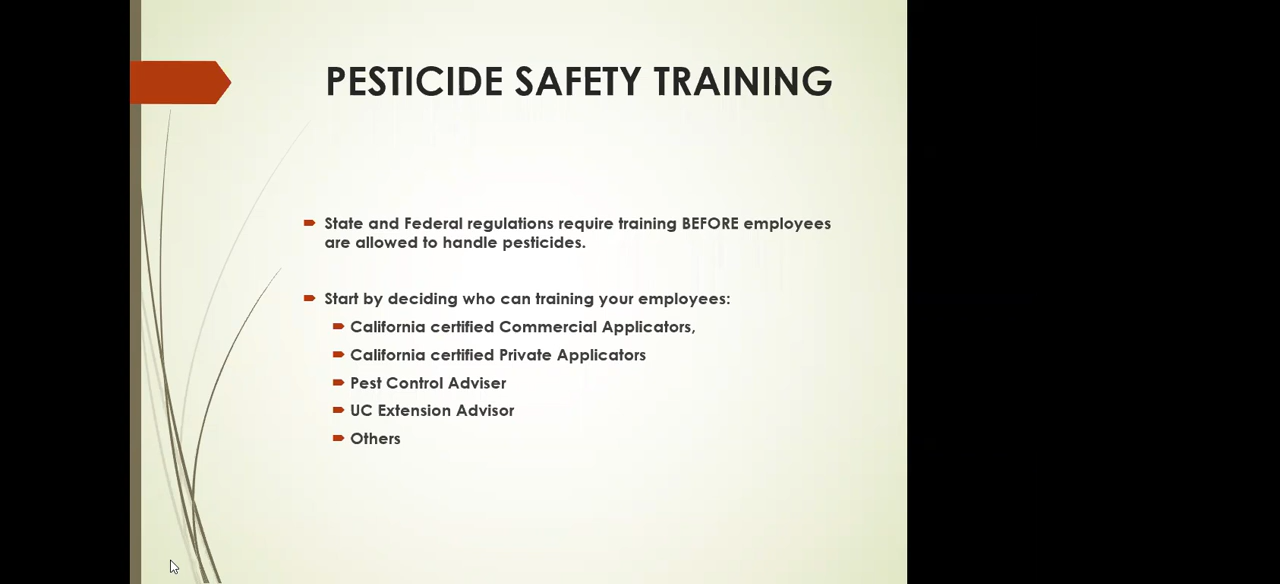 PESTICIDE SAFETY TRAINING
State and Federal regulations require training BEFORE employees
are allowed to handle pesticides.
Start by deciding who can training your employees:
California certified Commercial Applicators,
California certified Private Applicators
Pest Control Adviser
UC Extension Advisor
Others